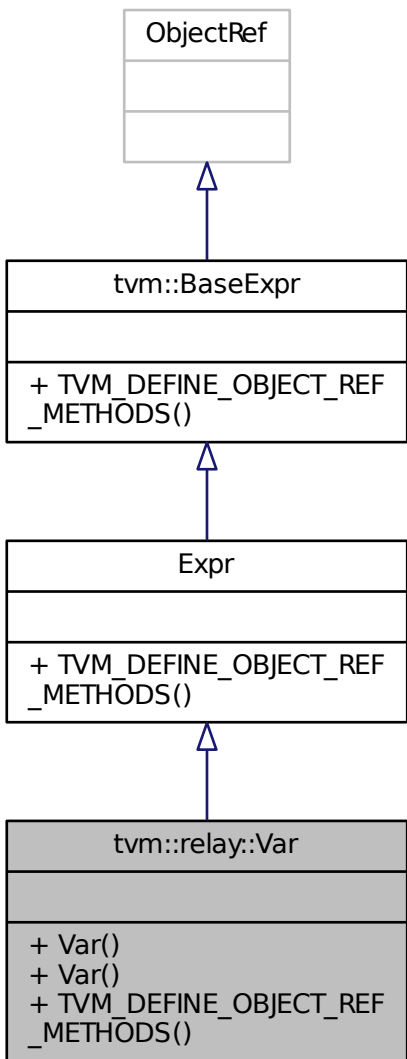 ObjectRef
tvm::BaseExpr
+ TVM_DEFINE_OBJECT_REF
_METHODS()
Expr
+ TVM_DEFINE_OBJECT_REF
_METHODS()
tvm::relay::Var
+ Var()
+ Var()
+ TVM_DEFINE_OBJECT_REF
_METHODS()